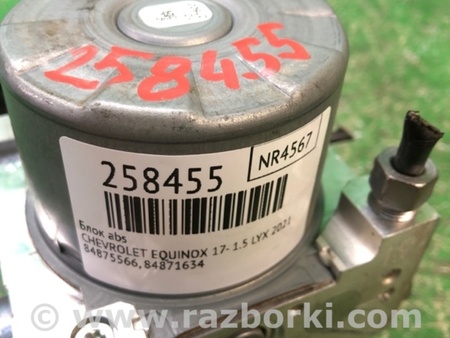 258455
NR4567
258455
Блок abs
CHEVROLET EQUINOX 17- 1.5 LYX 2021
84875566,84871634
www.razborki.com